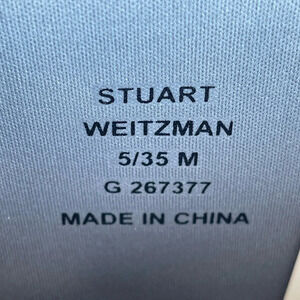 STUART
WEITZMAN
5/35 M
G 267377
MADE IN CHINA